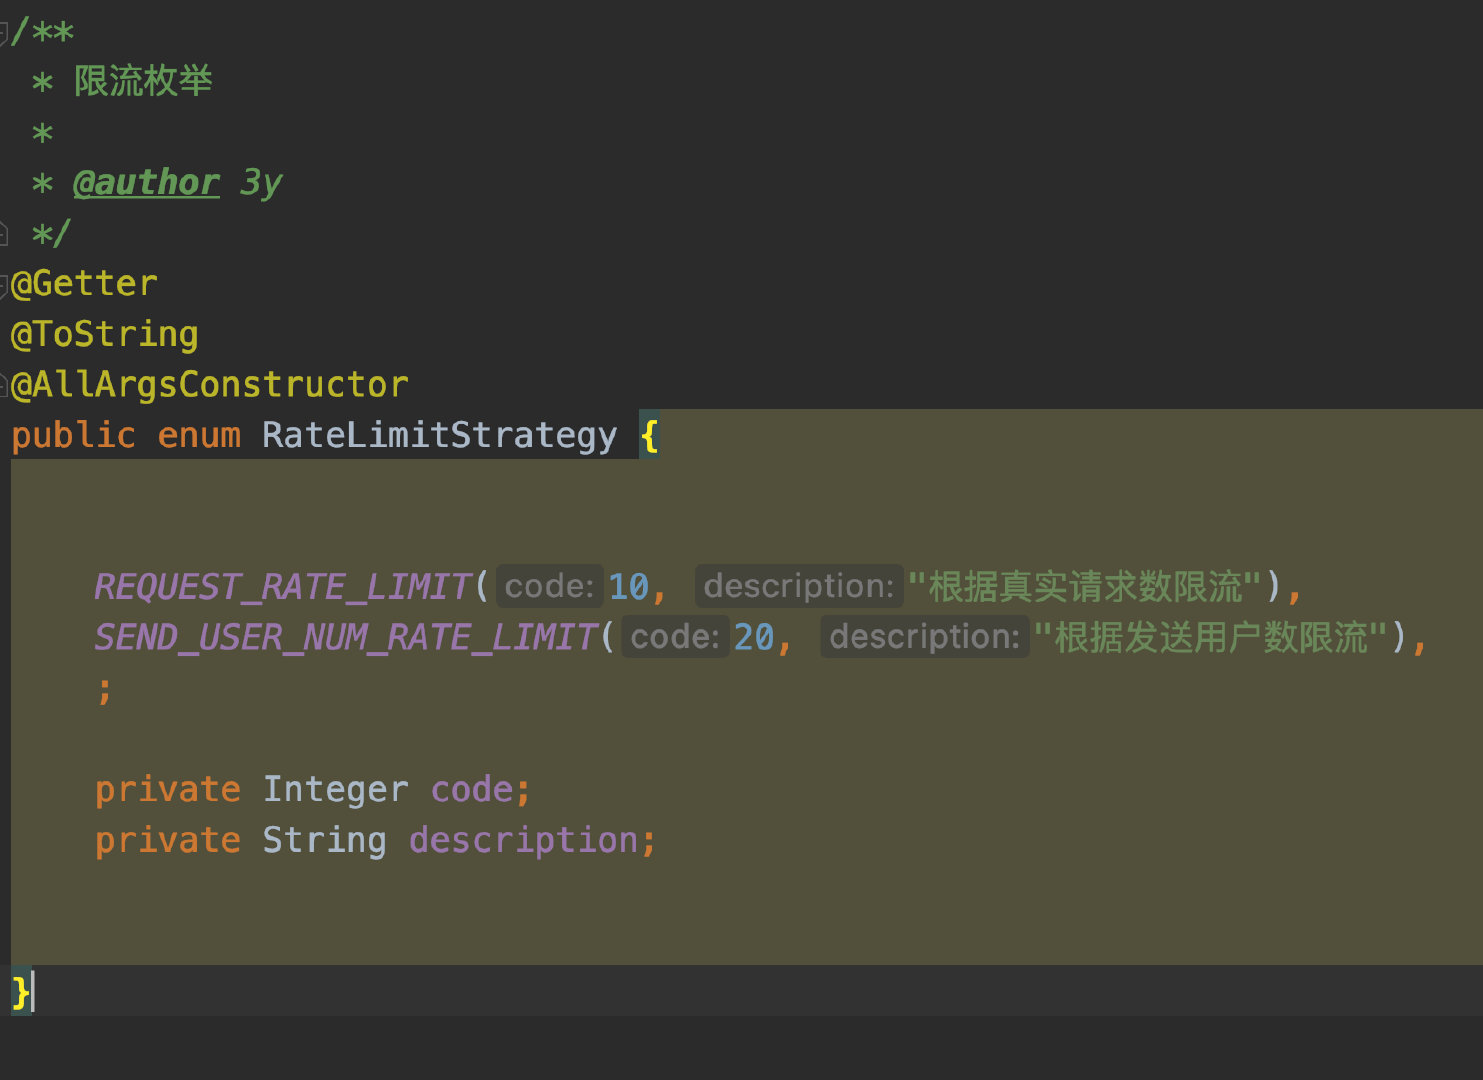 /**
 * 限流枚举
 *
 * @author 3y
 */
@Getter
@ToString
@AllArgsConstructor
public enum RateLimitStrategy {
    REQUEST_RATE_LIMIT( code: 10, description: "根据真实请求数限流"),
    SEND_USER_NUM_RATE_LIMIT( code: 20, description: "根据发送用户数限流"),
    ;
    private Integer code;
    private String description;
}